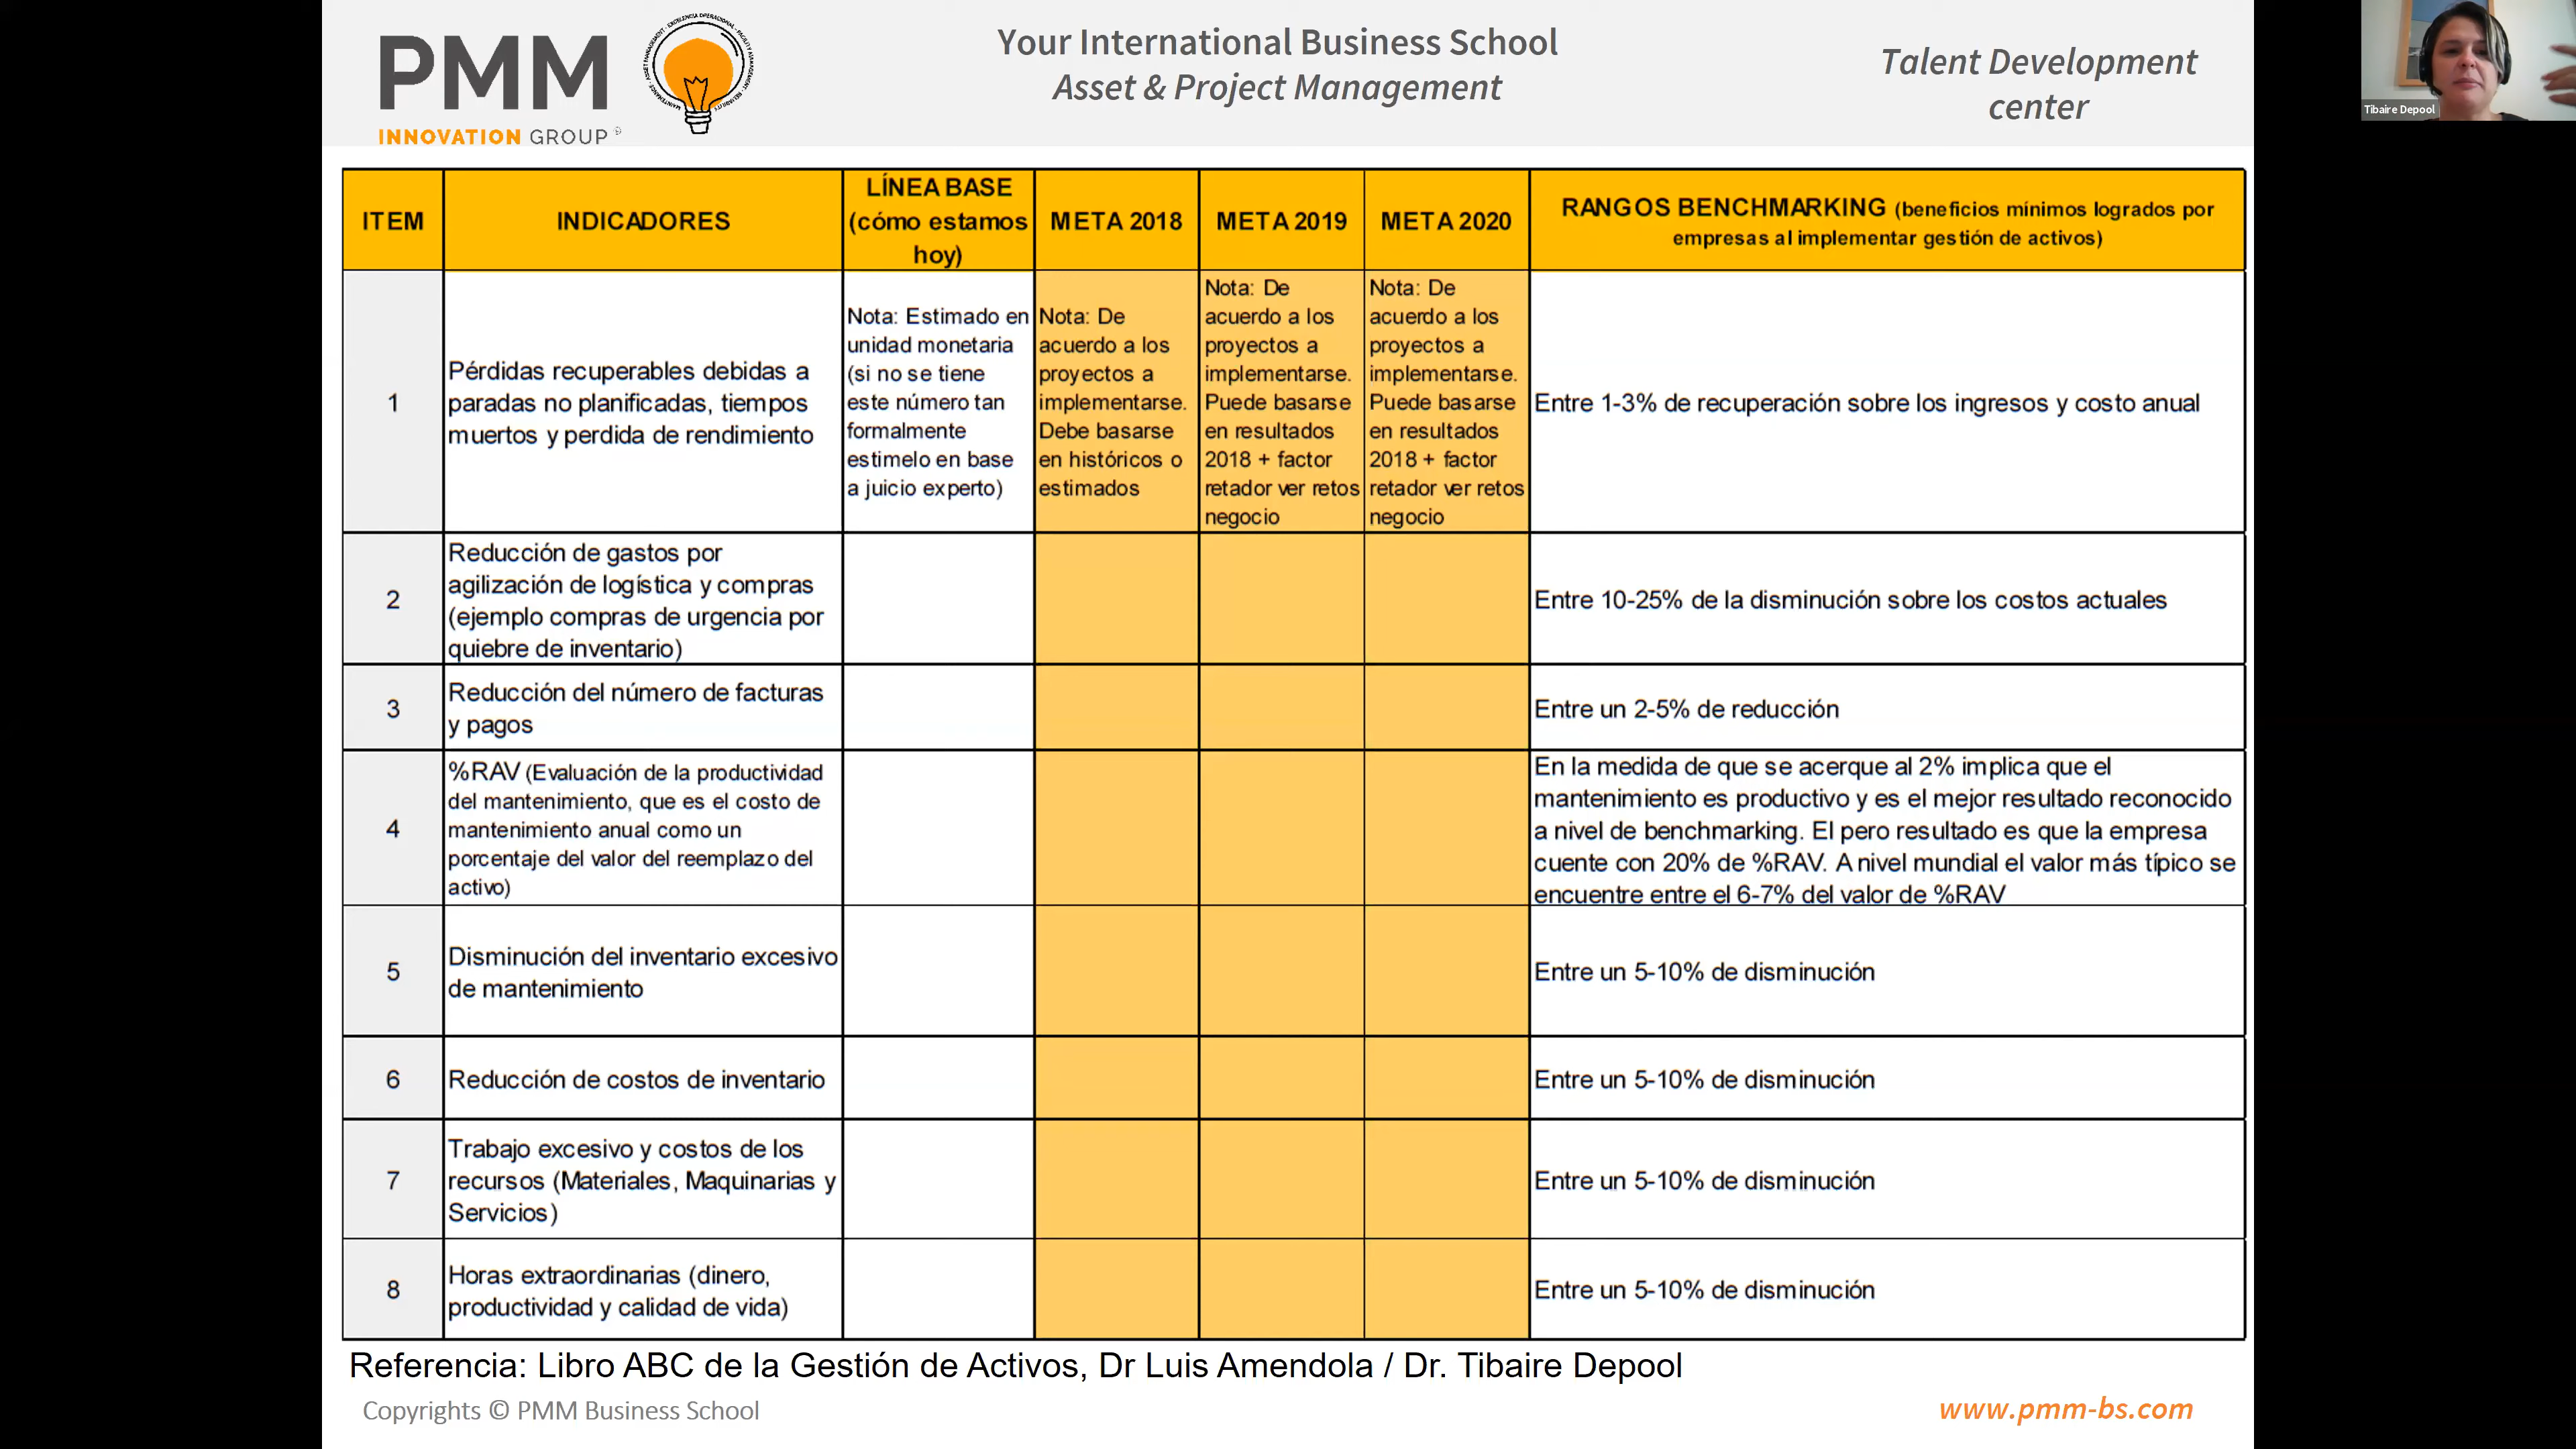 PMM
INNOVATION GROUP
Your International Business School
Asset & Project Management
Talent Development
center
Tibaire Depool
ITEM
INDICADORES
LÍNEA BASE
(cómo estamos
hoy)
META 2018
META 2019
META 2020
RANGOS BENCHMARKING (beneficios mínimos logrados por
empresas al implementar gestión de activos)
1
Pérdidas recuperables debidas a
paradas no planificadas, tiempos
muertos y perdida de rendimiento
Nota: Estimado en
unidad monetaria
(si no se tiene
este número tan
formalmente
estimelo en base
a juicio experto)
Nota: De
acuerdo a los
proyectos a
implementarse.
Debe basarse
en históricos o
estimados
Nota: De
acuerdo a los
proyectos a
implementarse.
Puede basarse
en resultados
2018 + factor
retador ver retos
negocio
Nota: De
acuerdo a los
proyectos a
implementarse.
Puede basarse
en resultados
2018 + factor
retador ver retos
negocio
Entre 1-3% de recuperación sobre los ingresos y costo anual
2
Reducción de gastos por
agilización de logística y compras
(ejemplo compras de urgencia por
quiebre de inventario)
Entre 10-25% de la disminución sobre los costos actuales
3
Reducción del número de facturas
y pagos
Entre un 2-5% de reducción
4
%RAV (Evaluación de la productividad
del mantenimiento, que es el costo de
mantenimiento anual como un
porcentaje del valor del reemplazo del
activo)
En la medida de que se acerque al 2% implica que el
mantenimiento es productivo y es el mejor resultado reconocido
a nivel de benchmarking. El pero resultado es que la empresa
cuente con 20% de %RAV. A nivel mundial el valor más típico se
encuentre entre el 6-7% del valor de %RAV
5
Disminución del inventario excesivo
de mantenimiento
Entre un 5-10% de disminución
6
Reducción de costos de inventario
Entre un 5-10% de disminución
7
Trabajo excesivo y costos de los
recursos (Materiales, Maquinarias y
Servicios)
Entre un 5-10% de disminución
8
Horas extraordinarias (dinero,
productividad y calidad de vida)
Entre un 5-10% de disminución
Referencia: Libro ABC de la Gestión de Activos, Dr Luis Amendola / Dr. Tibaire Depool
Copyrights © PMM Business School
www.pmm-bs.com